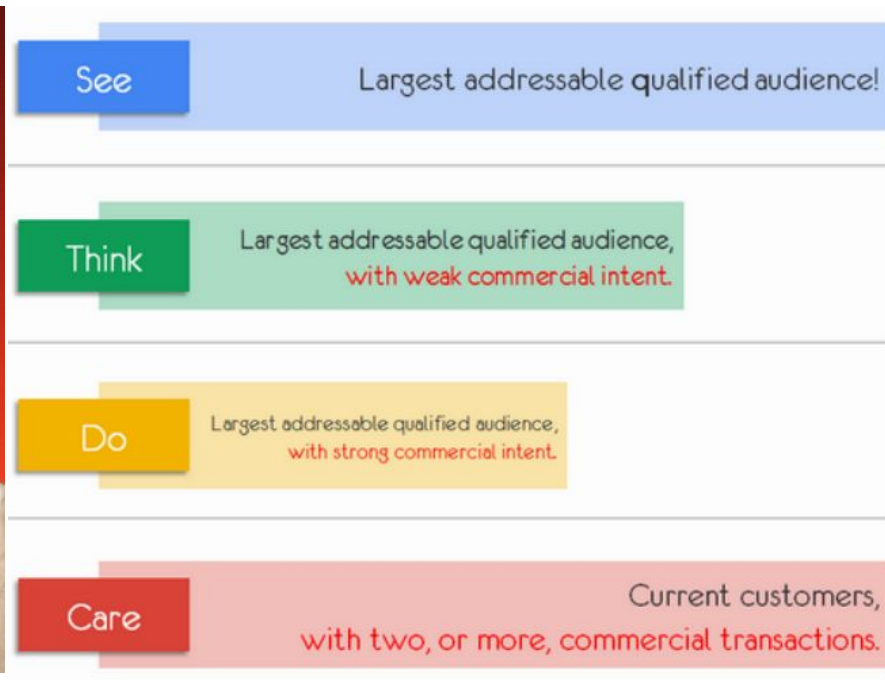 See
Largest addressable qualified audience!
Think
Largest addressable qualified audience,
with weak commercial intent.
Do
Largest addressable qualified audience,
with strong commercial intent.
Care
Current customers,
with two, or more, commercial transactions.